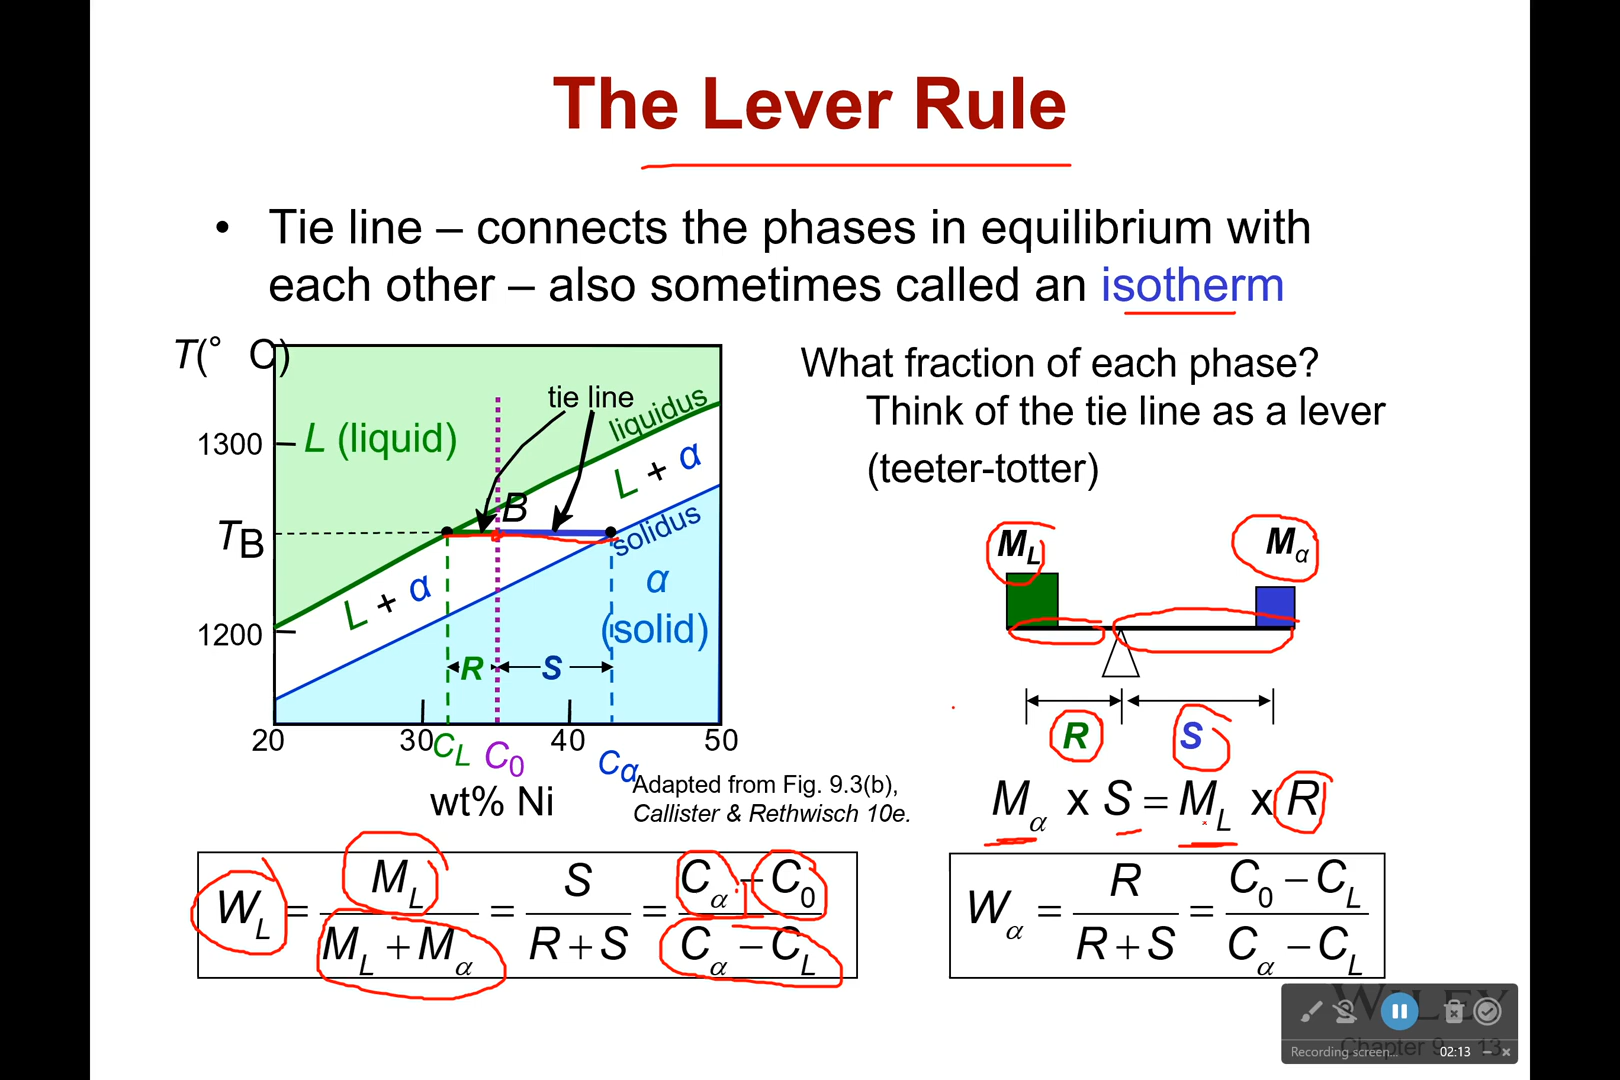 The Lever Rule
• Tie line – connects the phases in equilibrium with
each other – also sometimes called an isotherm
T(° C)
1300
T_B
1200
L (liquid)
tie line
liquidus
L + α
B
solidus
L + α
α
(solid)
R
S
20
30
40
50
C_L
C_0
C_α
wt% Ni
Adapted from Fig. 9.3(b),
Callister & Rethwisch 10e.
What fraction of each phase?
Think of the tie line as a lever
(teeter-totter)
M_L
M_α
R
S
M_α x S = M_L x R
W_L = M_L / (M_L + M_α) = S / (R + S) = (C_α − C_0) / (C_α − C_L)
W_α = R / (R + S) = (C_0 − C_L) / (C_α − C_L)
WILEY
Chapter 9 - 13
Recording screen...
02:13